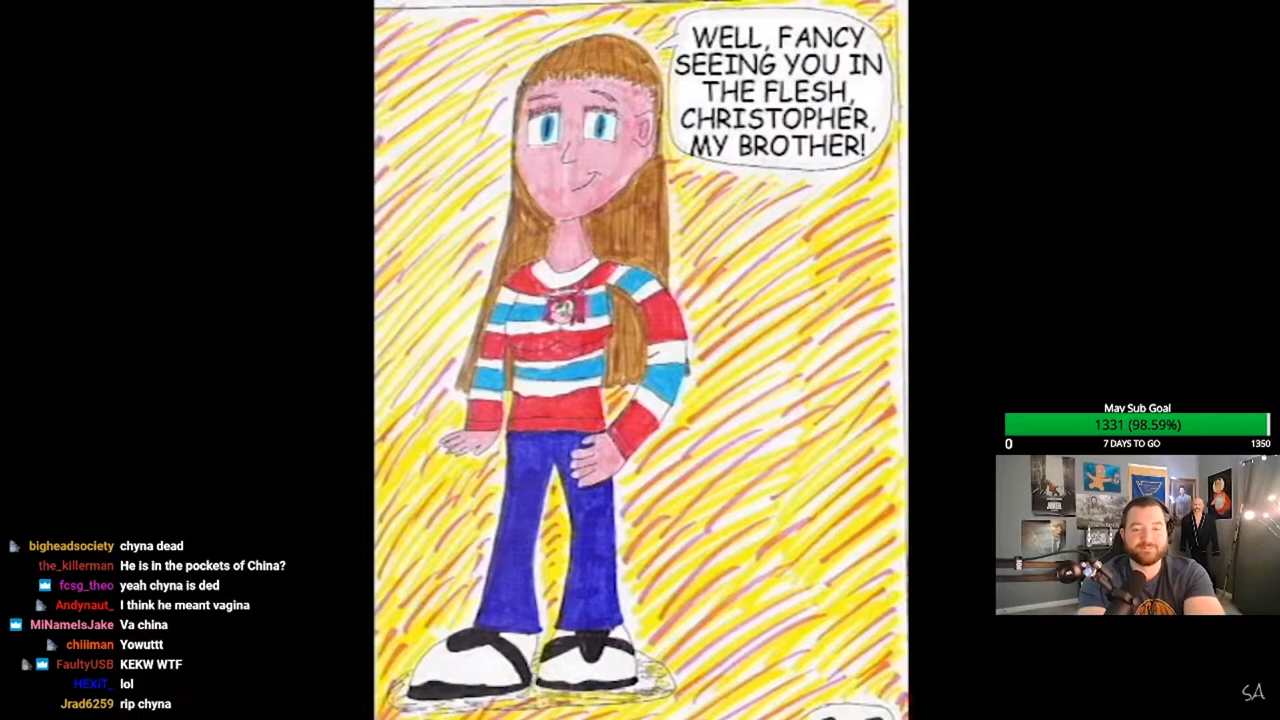 WELL, FANCY
SEEING YOU IN
THE FLESH,
CHRISTOPHER,
MY BROTHER!
May Sub Goal
1331 (98.59%)
0 7 DAYS TO GO 1350
bigheadsociety chyna dead
the_killerman He is in the pockets of China?
fcsg_theo yeah chyna is ded
Andynaut_ I think he meant vagina
MiNameIsJake Va china
chiiiman Yowuttt
FaultyUSB KEKW WTF
HEXiT_ lol
Jrad6259 rip chyna
SA